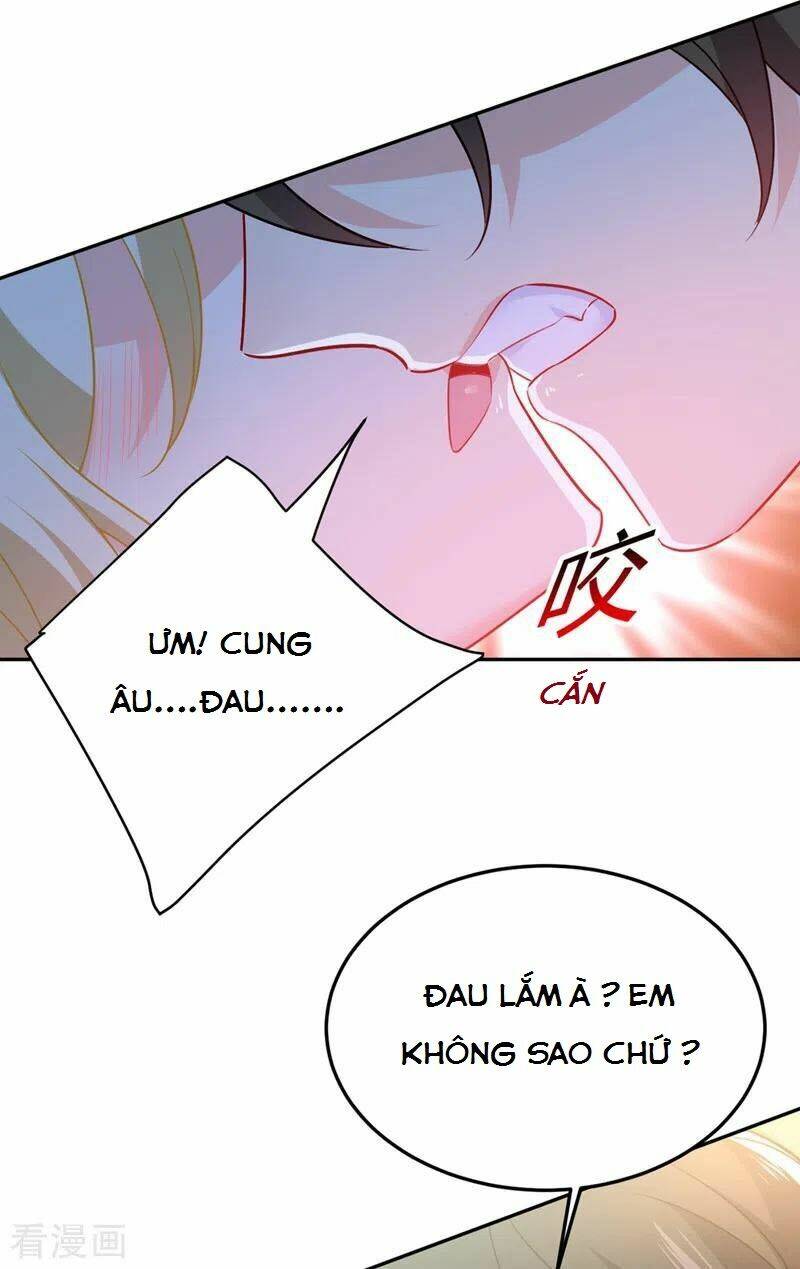 咬
ƯM! CUNG
ÂU....ĐAU.......
CẮN
ĐAU LẮM À ? EM
KHÔNG SAO CHỨ ?
看漫画